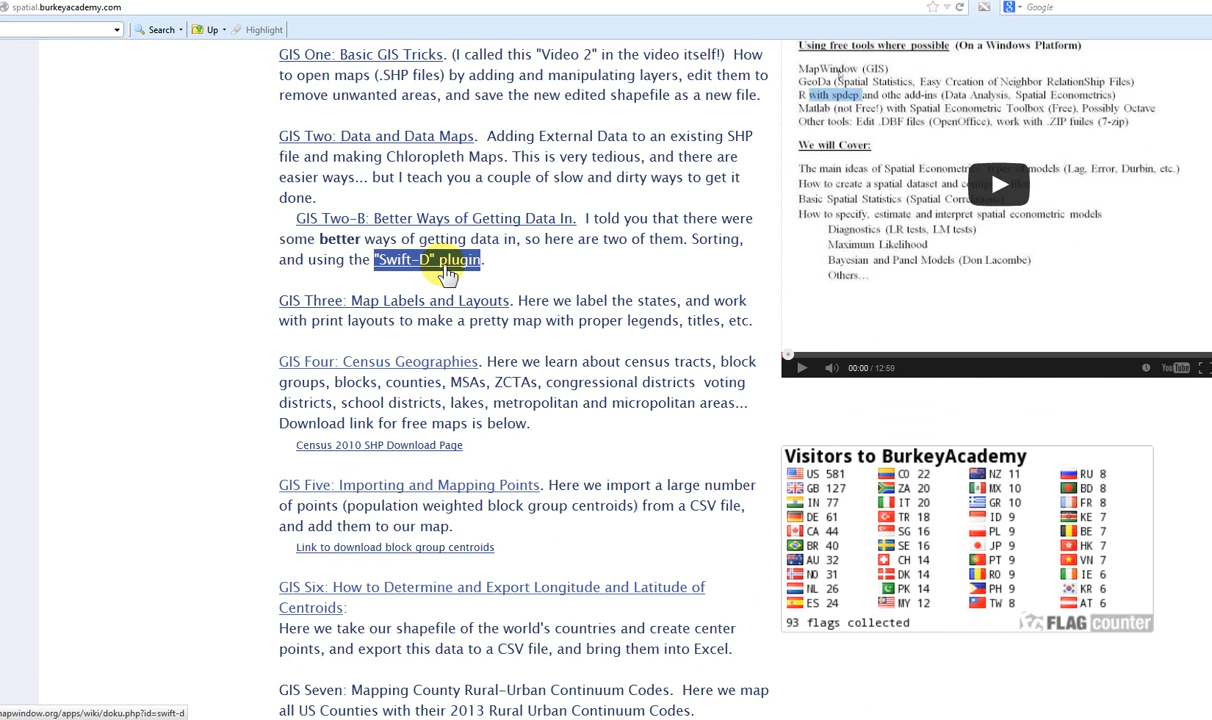 spatial.burkeyacademy.com
Google
Search
Up
Highlight
GIS One: Basic GIS Tricks. (I called this "Video 2" in the video itself!) How
to open maps (.SHP files) by adding and manipulating layers, edit them to
remove unwanted areas, and save the new edited shapefile as a new file.
GIS Two: Data and Data Maps. Adding External Data to an existing SHP
file and making Chloropleth Maps. This is very tedious, and there are
easier ways... but I teach you a couple of slow and dirty ways to get it
done.
GIS Two-B: Better Ways of Getting Data In. I told you that there were
some better ways of getting data in, so here are two of them. Sorting,
and using the "Swift-D" plugin.
GIS Three: Map Labels and Layouts. Here we label the states, and work
with print layouts to make a pretty map with proper legends, titles, etc.
GIS Four: Census Geographies. Here we learn about census tracts, block
groups, blocks, counties, MSAs, ZCTAs, congressional districts voting
districts, school districts, lakes, metropolitan and micropolitan areas...
Download link for free maps is below.
Census 2010 SHP Download Page
GIS Five: Importing and Mapping Points. Here we import a large number
of points (population weighted block group centroids) from a CSV file,
and add them to our map.
Link to download block group centroids
GIS Six: How to Determine and Export Longitude and Latitude of
Centroids:
Here we take our shapefile of the world's countries and create center
points, and export this data to a CSV file, and bring them into Excel.
GIS Seven: Mapping County Rural-Urban Continuum Codes. Here we map
all US Counties with their 2013 Rural Urban Continuum Codes.
Using free tools where possible (On a Windows Platform)
MapWindow (GIS)
GeoDa (Spatial Statistics, Easy Creation of Neighbor RelationShip Files)
R with spdep and othe add-ins (Data Analysis, Spatial Econometrics)
Matlab (not Free!) with Spatial Econometric Toolbox (Free), Possibly Octave
Other tools: Edit .DBF files (OpenOffice), work with .ZIP fuiles (7-zip)
We will Cover:
The main ideas of Spatial Econometrics, Types of models (Lag, Error, Durbin, etc.)
How to create a spatial dataset and files
Basic Spatial Statistics (Spatial
How to specify, estimate and interpret spatial econometric models
Diagnostics (LR tests, LM tests)
Maximum Likelihood
Bayesian and Panel Models (Don Lacombe)
Others...
00:00 / 12:59
YouTube
Visitors to BurkeyAcademy
US 581 CO 22 NZ 11 RU 8
GB 127 ZA 20 MX 10 BD 8
IN 77 IT 20 GR 10 FR 8
DE 61 TR 18 ID 9 KE 7
CA 44 SG 16 PL 9 BE 7
BR 40 SE 16 JP 9 HK 7
AU 32 CH 14 PT 9 VN 7
NO 31 DK 14 RO 9 IE 6
NL 26 PK 14 PH 9 KR 6
ES 24 MY 12 TW 8 AT 6
93 flags collected
FLAG counter
mapwindow.org/apps/wiki/doku.php?id=swift-d